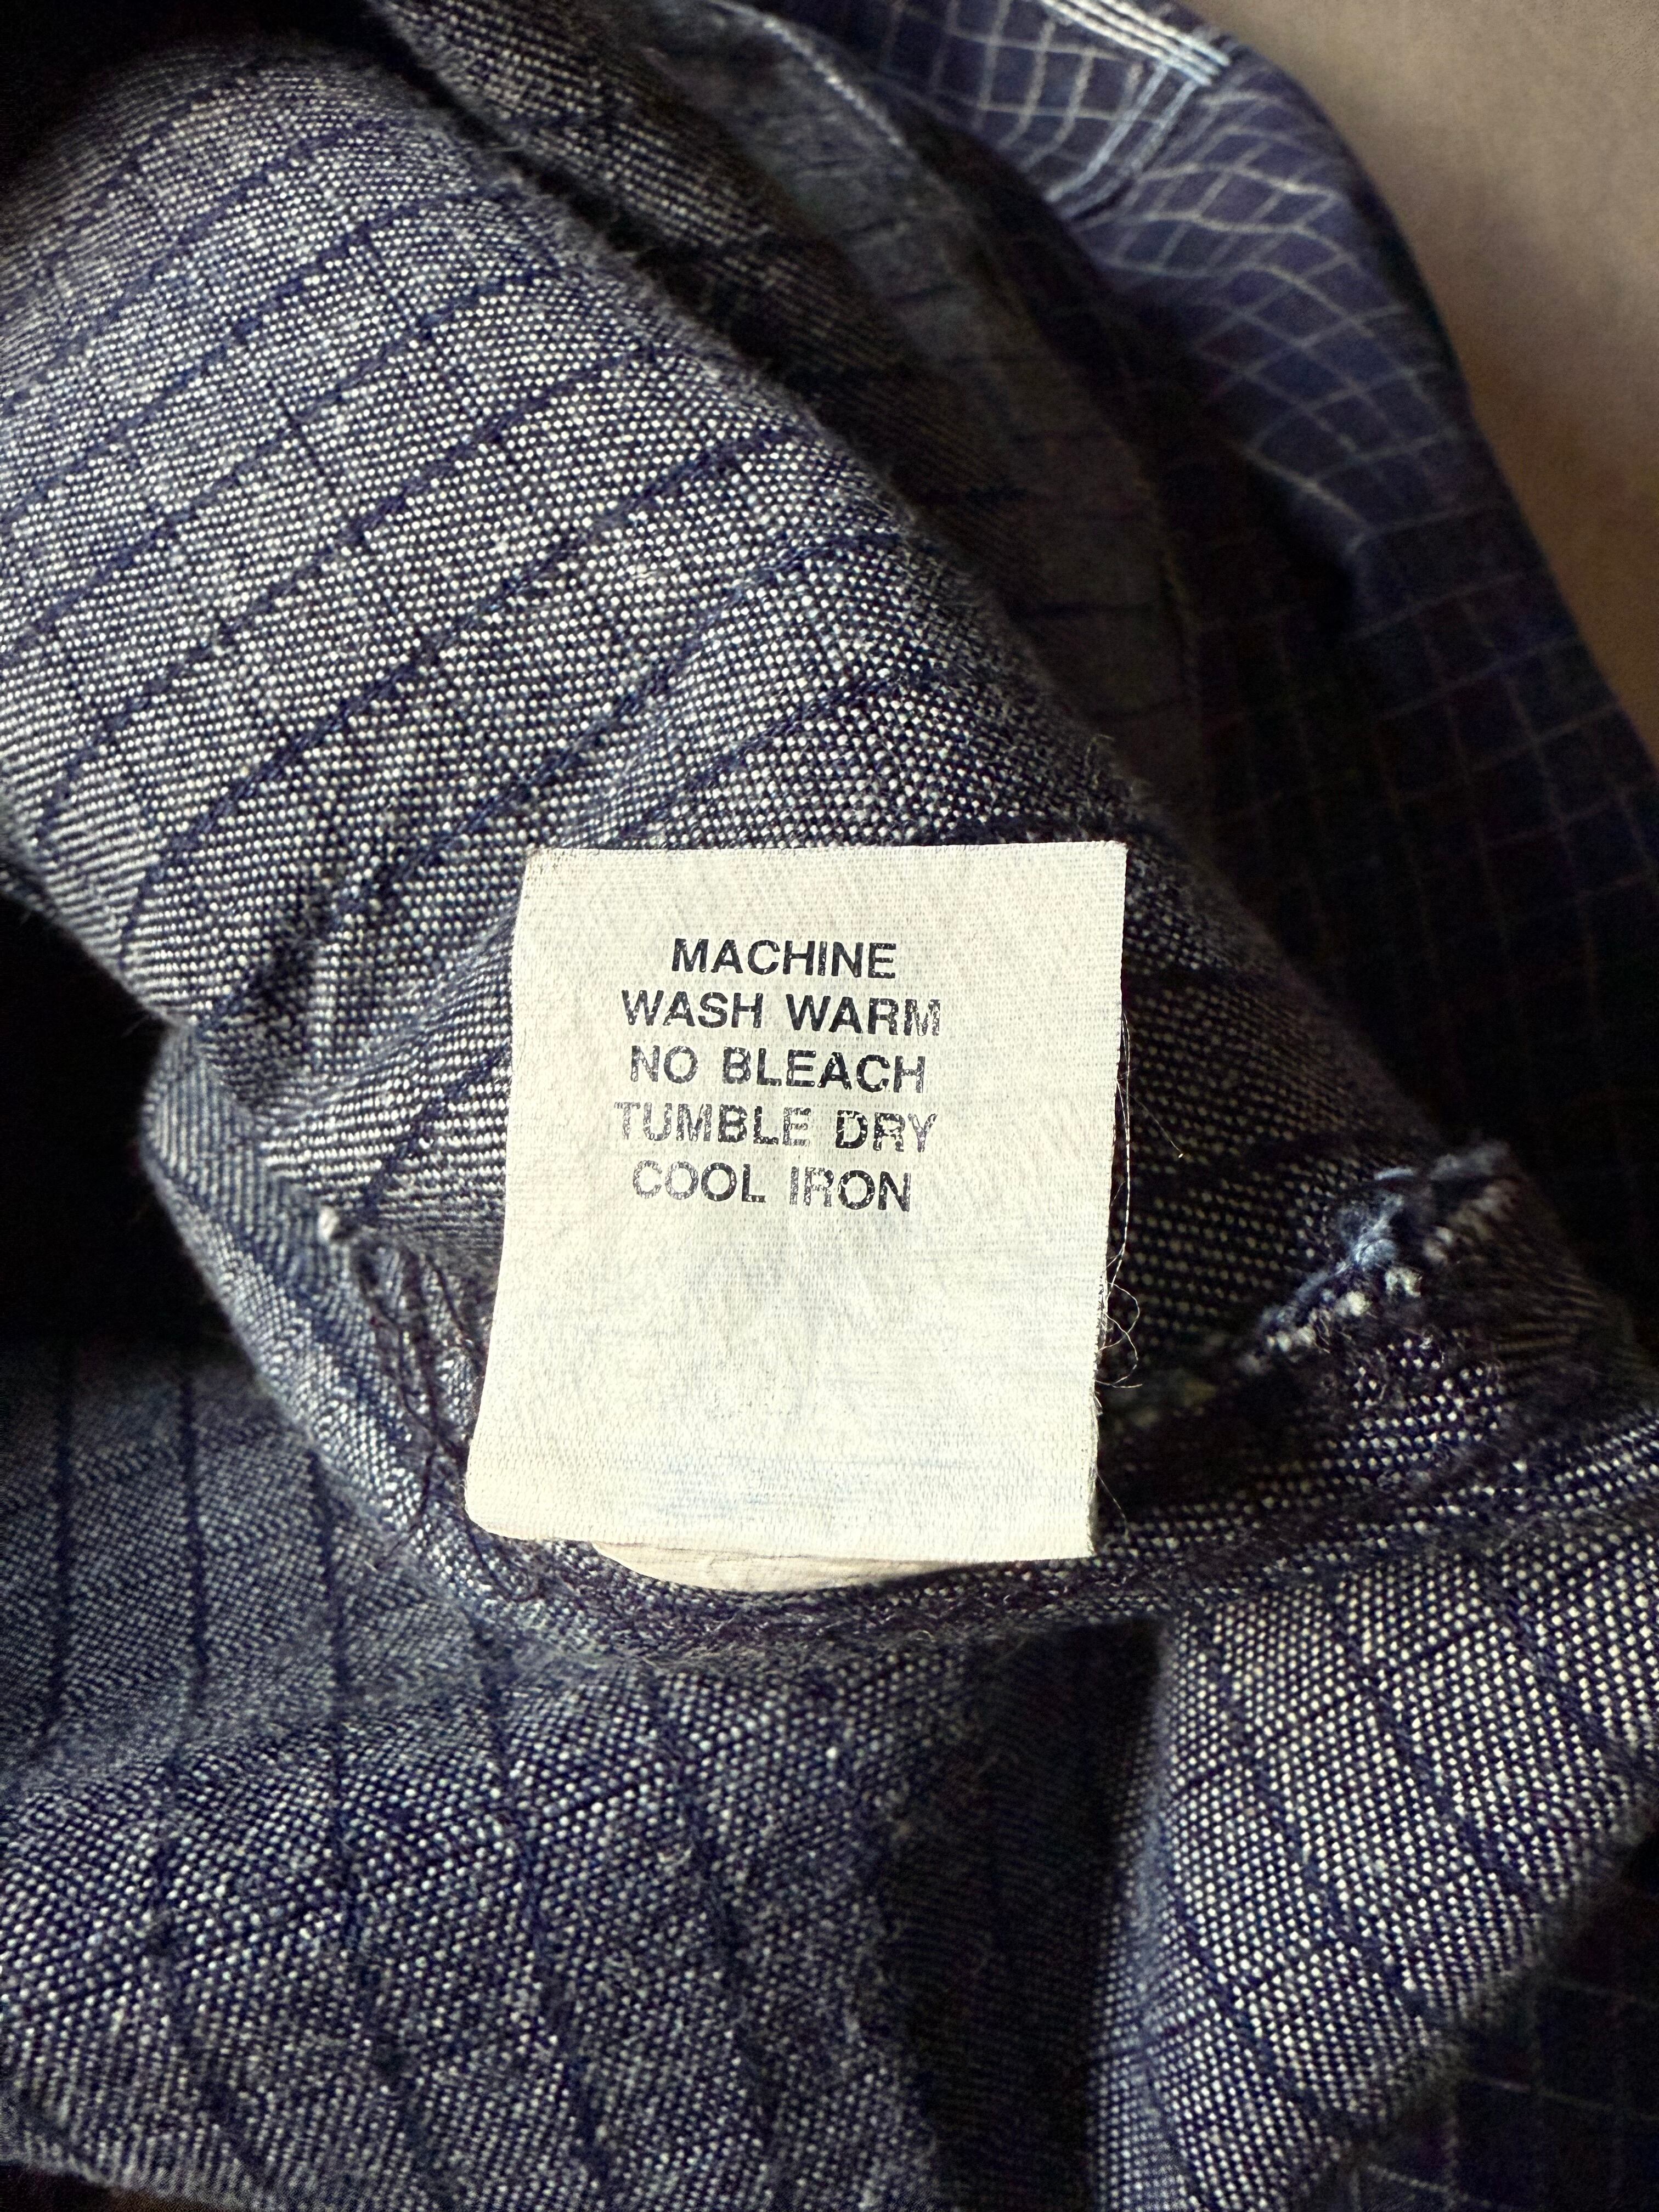 MACHINE
WASH WARM
NO BLEACH
TUMBLE DRY
COOL IRON